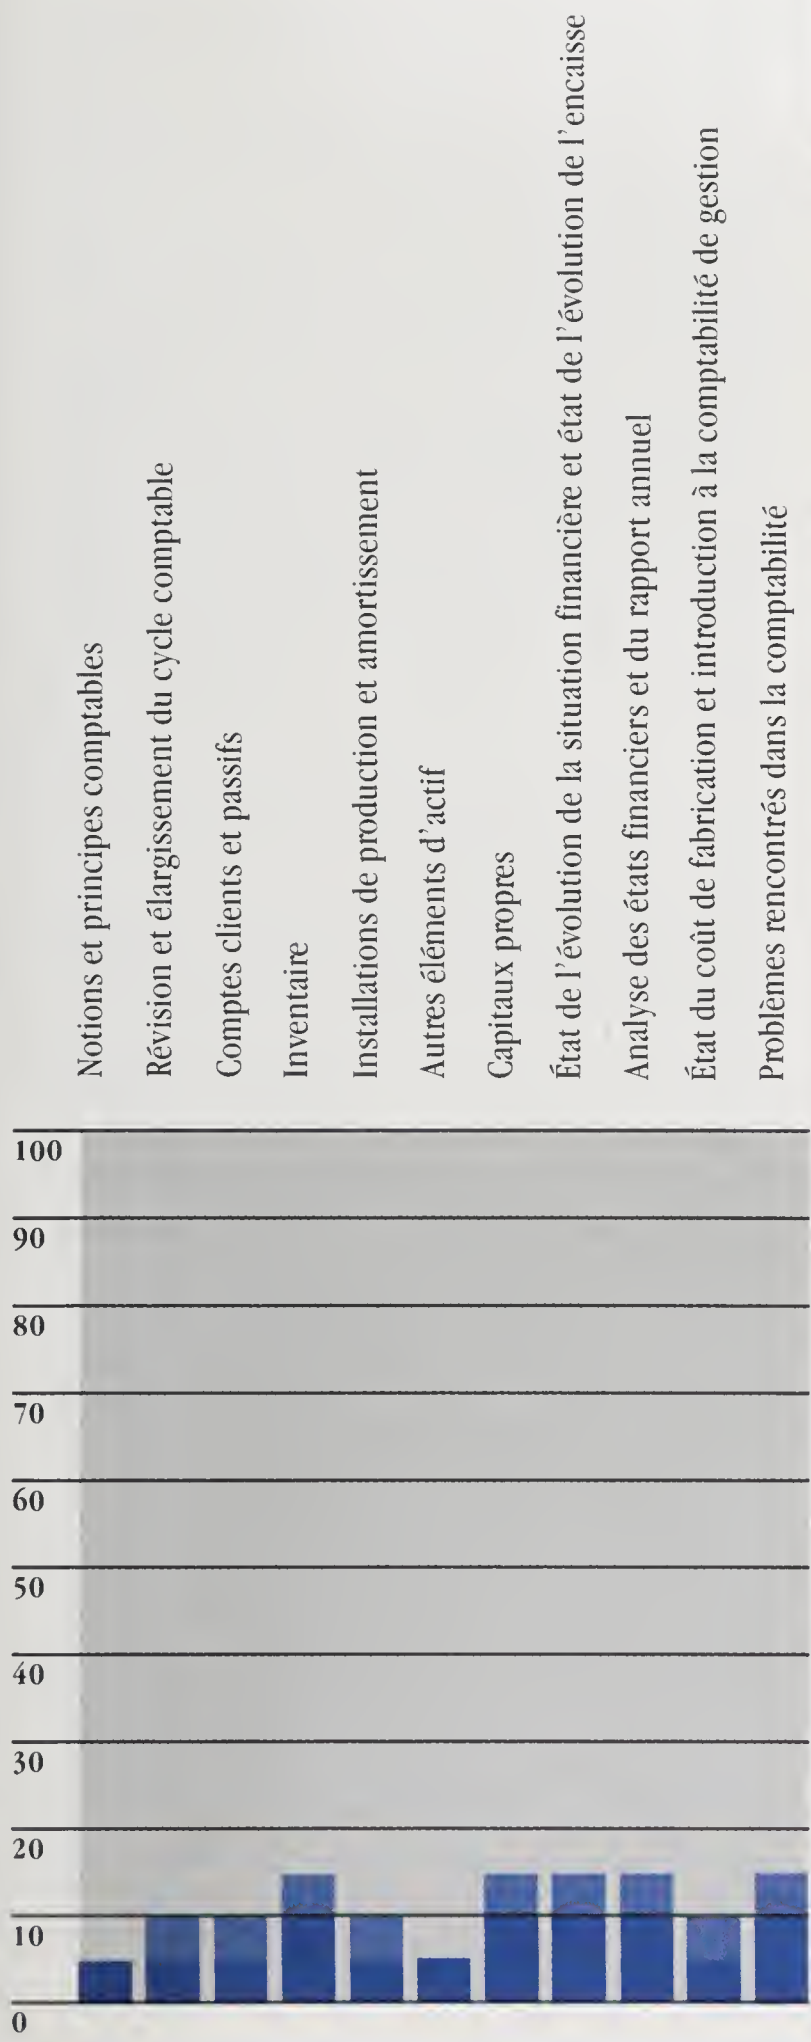 Notions et principes comptables
Révision et élargissement du cycle comptable
Comptes clients et passifs
Inventaire
Installations de production et amortissement
Autres éléments d'actif
Capitaux propres
État de l'évolution de la situation financière et état de l'évolution de l'encaisse
Analyse des états financiers et du rapport annuel
État du coût de fabrication et introduction à la comptabilité de gestion
Problèmes rencontrés dans la comptabilité
100
90
80
70
60
50
40
30
20
10
0